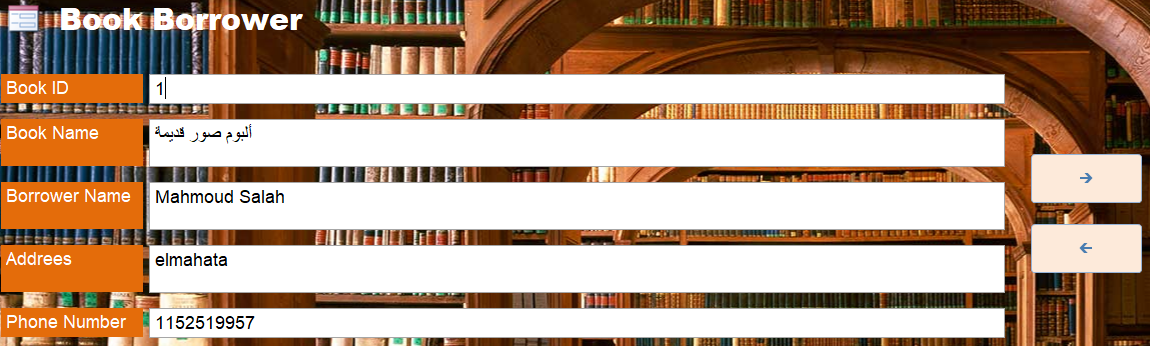 Book Borrower
Book ID
1
Book Name
ألبوم صور قديمة
Borrower Name
Mahmoud Salah
Addrees
elmahata
Phone Number
1152519957